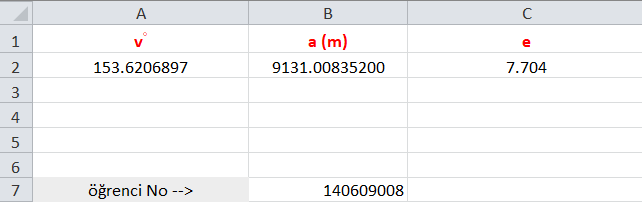 A B C
1 v° a (m) e
2 153.6206897 9131.00835200 7.704
3
4
5
6
7 öğrenci No --> 140609008